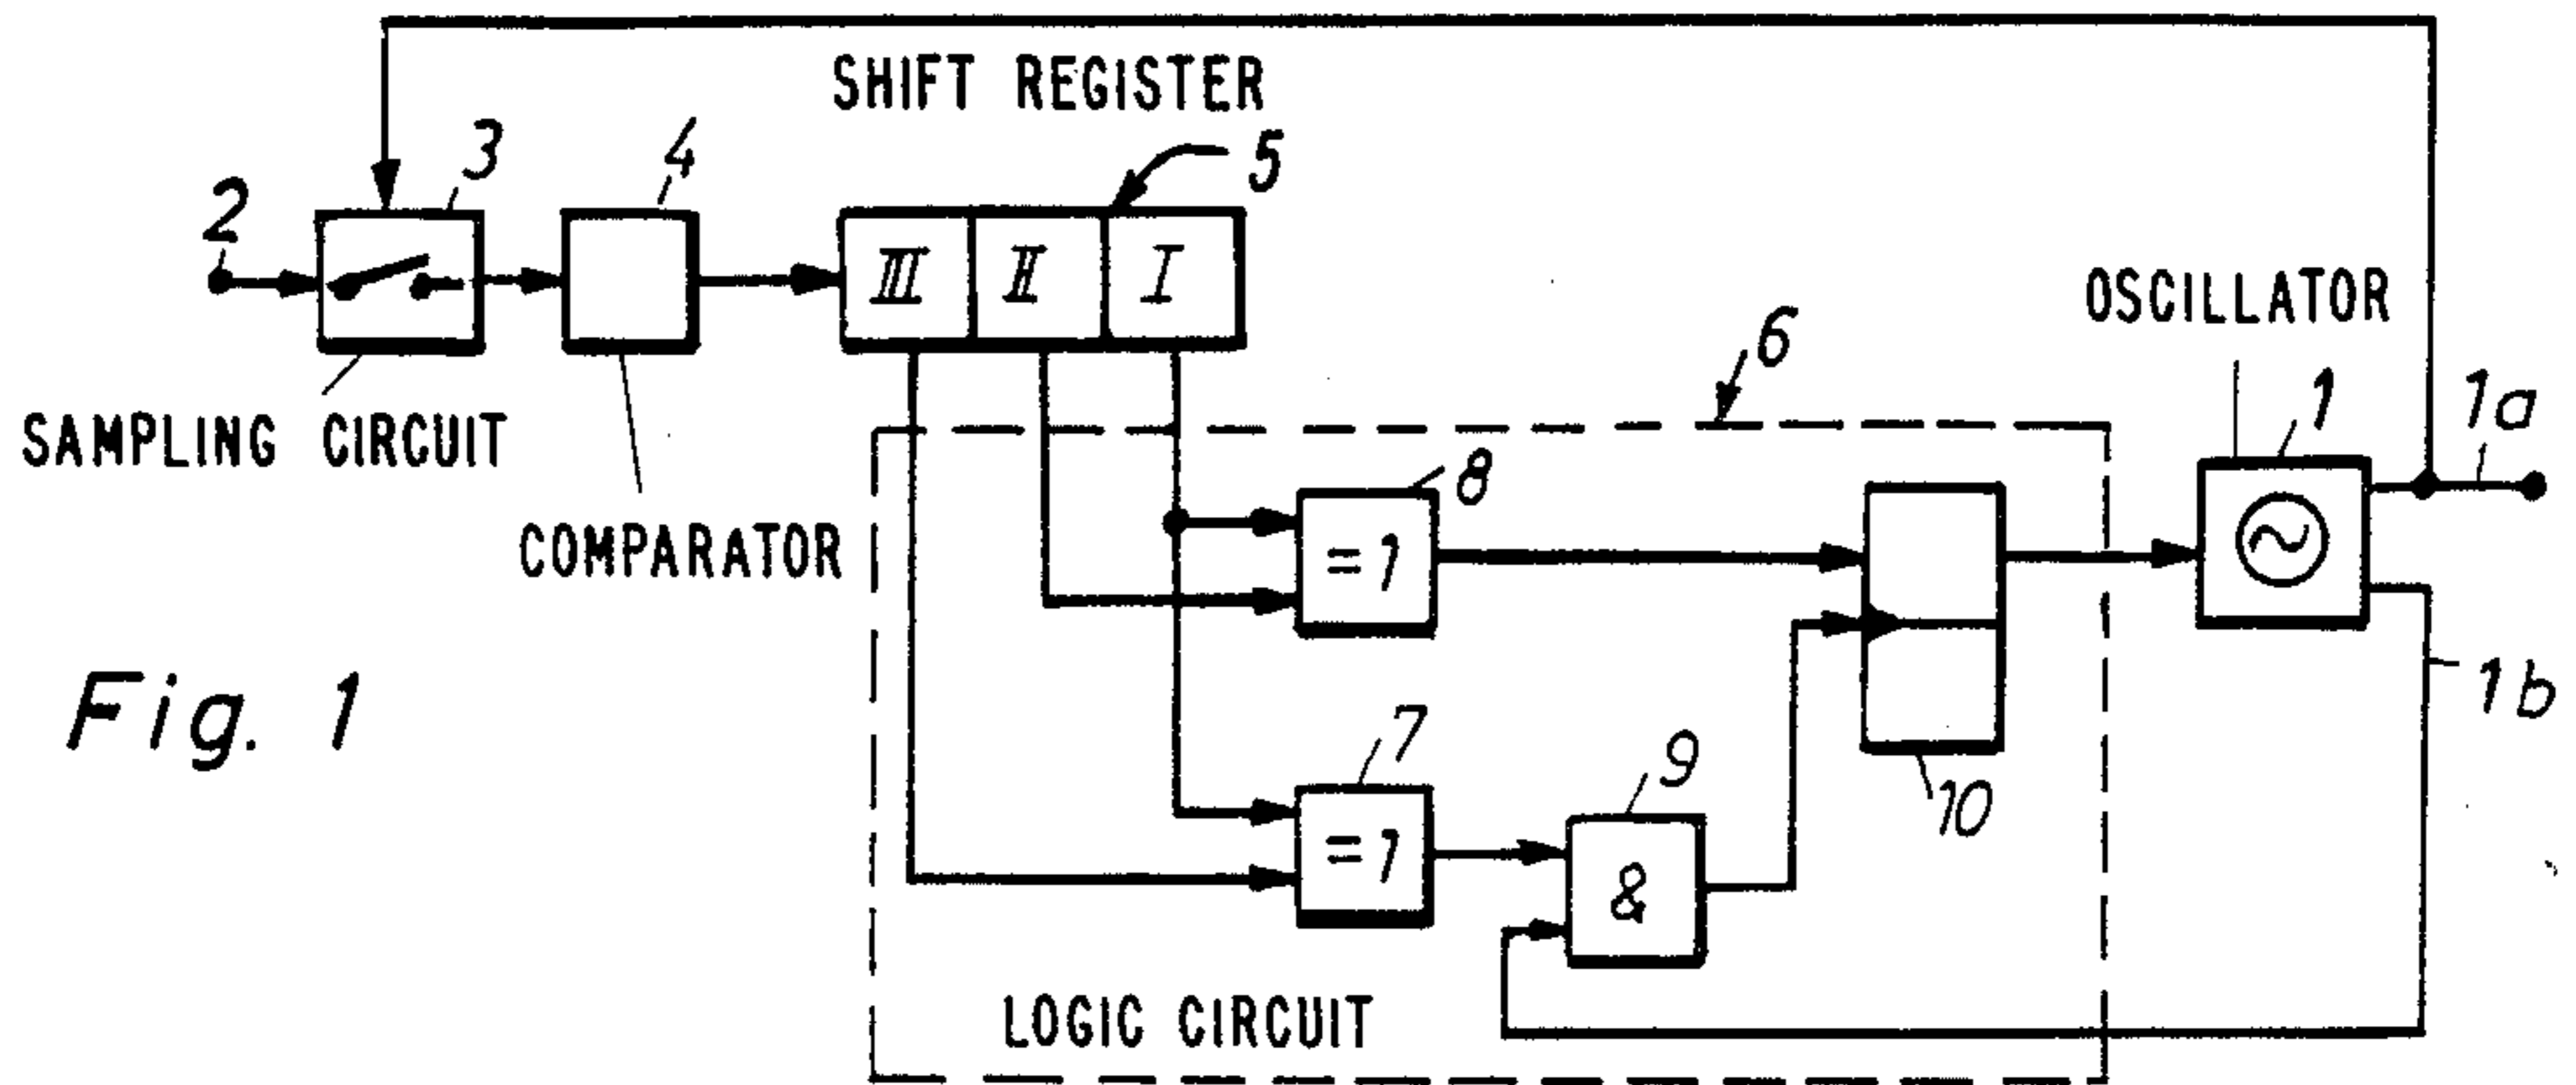 SHIFT REGISTER
2
3
4
5
III II I
SAMPLING CIRCUIT
COMPARATOR
OSCILLATOR
6
1
1a
8
=1
1b
Fig. 1
7
=1
9
&
10
LOGIC CIRCUIT